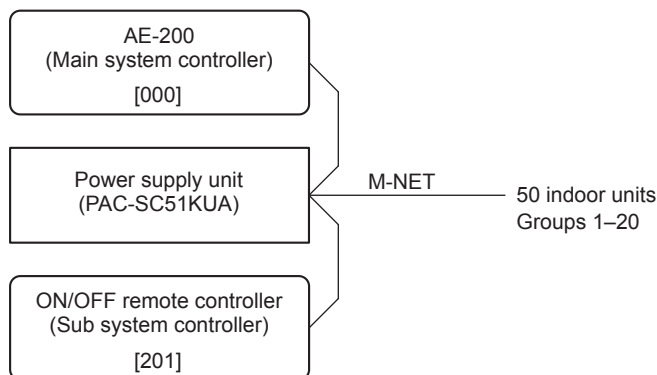 AE-200
(Main system controller)
[000]
Power supply unit
(PAC-SC51KUA)
M-NET
50 indoor units
Groups 1–20
ON/OFF remote controller
(Sub system controller)
[201]